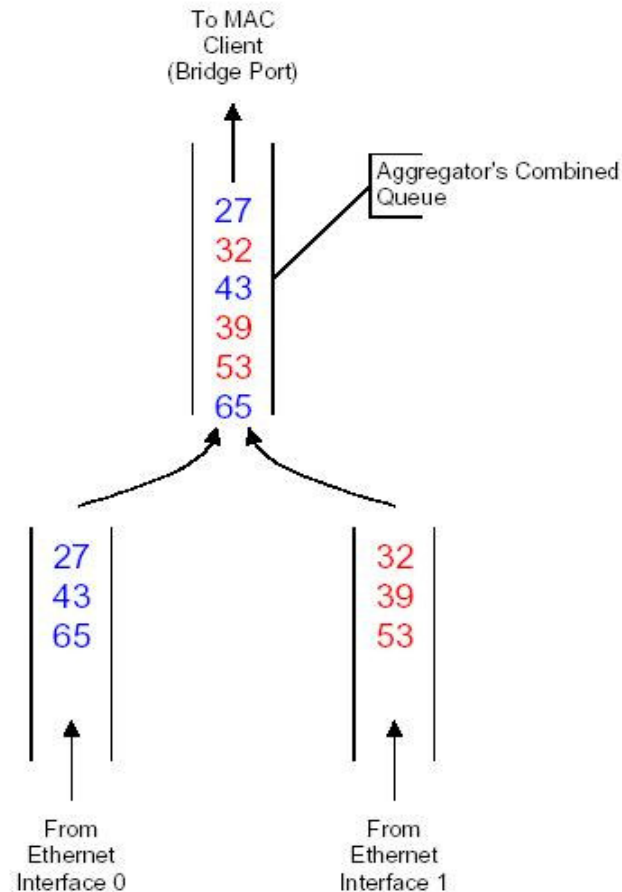 To MAC
Client
(Bridge Port)
Aggregator's Combined
Queue
27
32
43
39
53
65
27
43
65
32
39
53
From
Ethernet
Interface 0
From
Ethernet
Interface 1